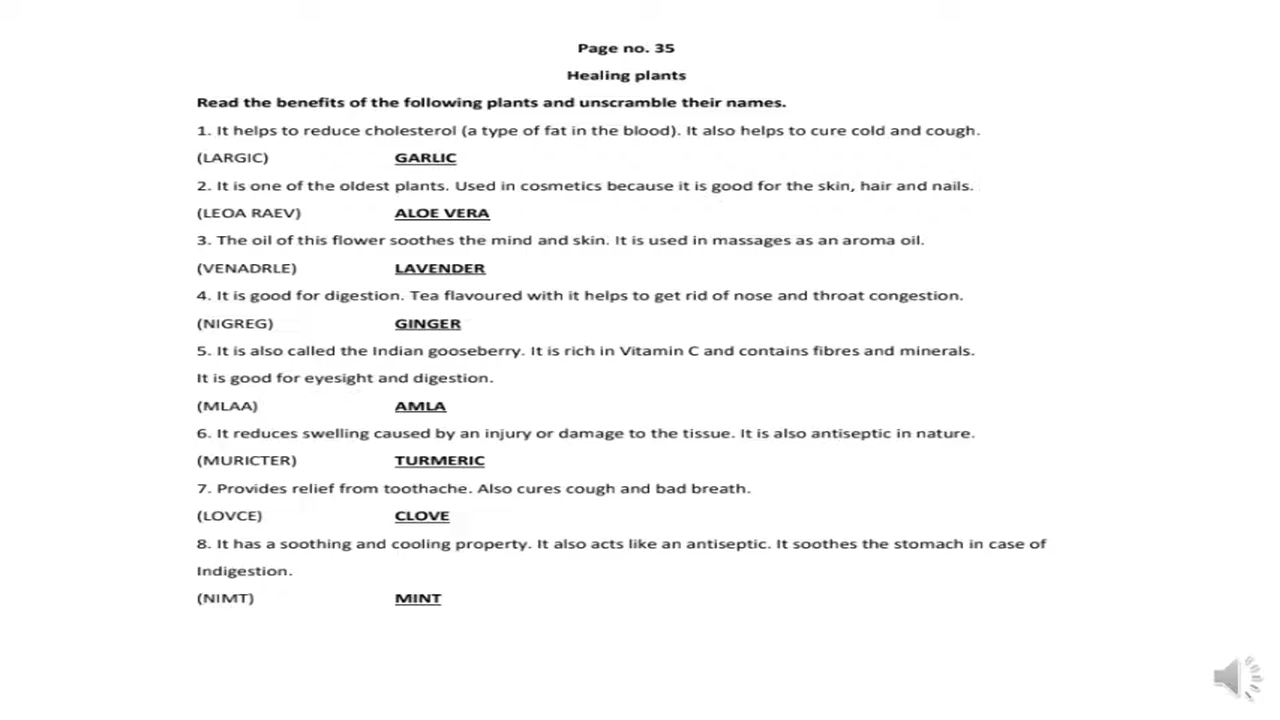 Page no. 35
Healing plants
Read the benefits of the following plants and unscramble their names.
1. It helps to reduce cholesterol (a type of fat in the blood). It also helps to cure cold and cough.
(LARGIC) GARLIC
2. It is one of the oldest plants. Used in cosmetics because it is good for the skin, hair and nails.
(LEOA RAEV) ALOE VERA
3. The oil of this flower soothes the mind and skin. It is used in massages as an aroma oil.
(VENADRLE) LAVENDER
4. It is good for digestion. Tea flavoured with it helps to get rid of nose and throat congestion.
(NIGREG) GINGER
5. It is also called the Indian gooseberry. It is rich in Vitamin C and contains fibres and minerals.
It is good for eyesight and digestion.
(MLAA) AMLA
6. It reduces swelling caused by an injury or damage to the tissue. It is also antiseptic in nature.
(MURICTER) TURMERIC
7. Provides relief from toothache. Also cures cough and bad breath.
(LOVCE) CLOVE
8. It has a soothing and cooling property. It also acts like an antiseptic. It soothes the stomach in case of
Indigestion.
(NIMT) MINT